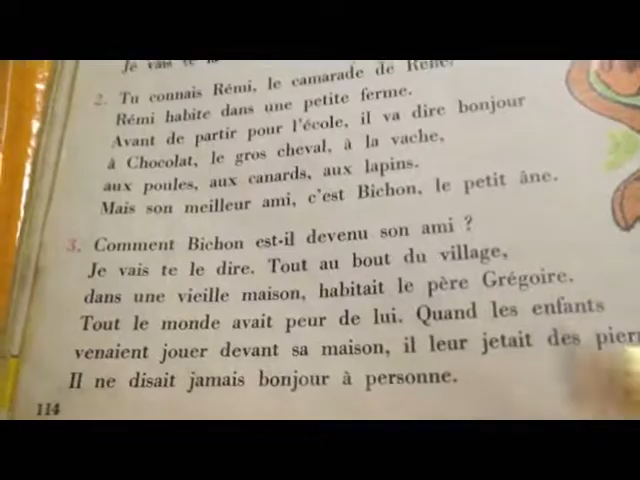 Je vais te le
2. Tu connais Rémi, le camarade de René.
Rémi habite dans une petite ferme.
Avant de partir pour l'école, il va dire bonjour
à Chocolat, le gros cheval, à la vache,
aux poules, aux canards, aux lapins.
Mais son meilleur ami, c'est Bichon, le petit âne.
3. Comment Bichon est-il devenu son ami ?
Je vais te le dire. Tout au bout du village,
dans une vieille maison, habitait le père Grégoire.
Tout le monde avait peur de lui. Quand les enfants
venaient jouer devant sa maison, il leur jetait des
Il ne disait jamais bonjour à personne.
114